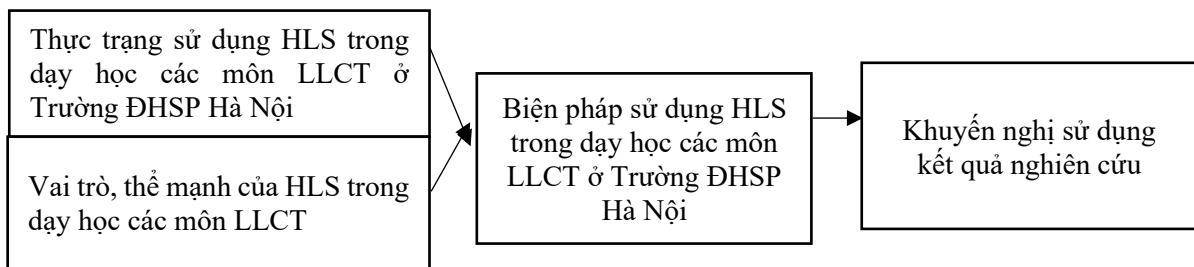 Thực trạng sử dụng HLS trong
dạy học các môn LLCT ở
Trường ĐHSP Hà Nội
Vai trò, thế mạnh của HLS trong
dạy học các môn LLCT
Biện pháp sử dụng HLS
trong dạy học các môn
LLCT ở Trường ĐHSP
Hà Nội
Khuyến nghị sử dụng
kết quả nghiên cứu